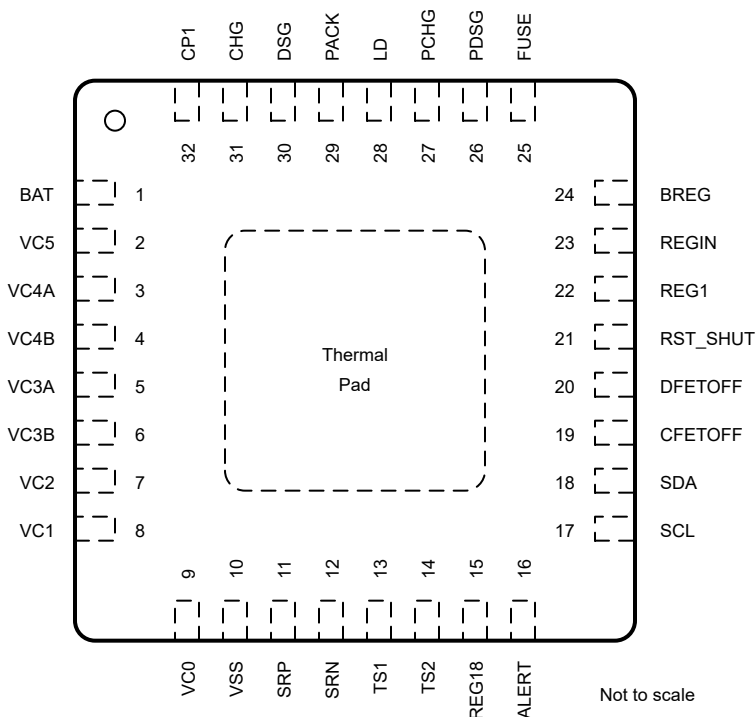 CP1
CHG
DSG
PACK
LD
PCHG
PDSG
FUSE
32
31
30
29
28
27
26
25
BAT 1
VC5 2
VC4A 3
VC4B 4
VC3A 5
VC3B 6
VC2 7
VC1 8
24 BREG
23 REGIN
22 REG1
21 RST_SHUT
20 DFETOFF
19 CFETOFF
18 SDA
17 SCL
Thermal
Pad
9
10
11
12
13
14
15
16
VC0
VSS
SRP
SRN
TS1
TS2
REG18
ALERT
Not to scale